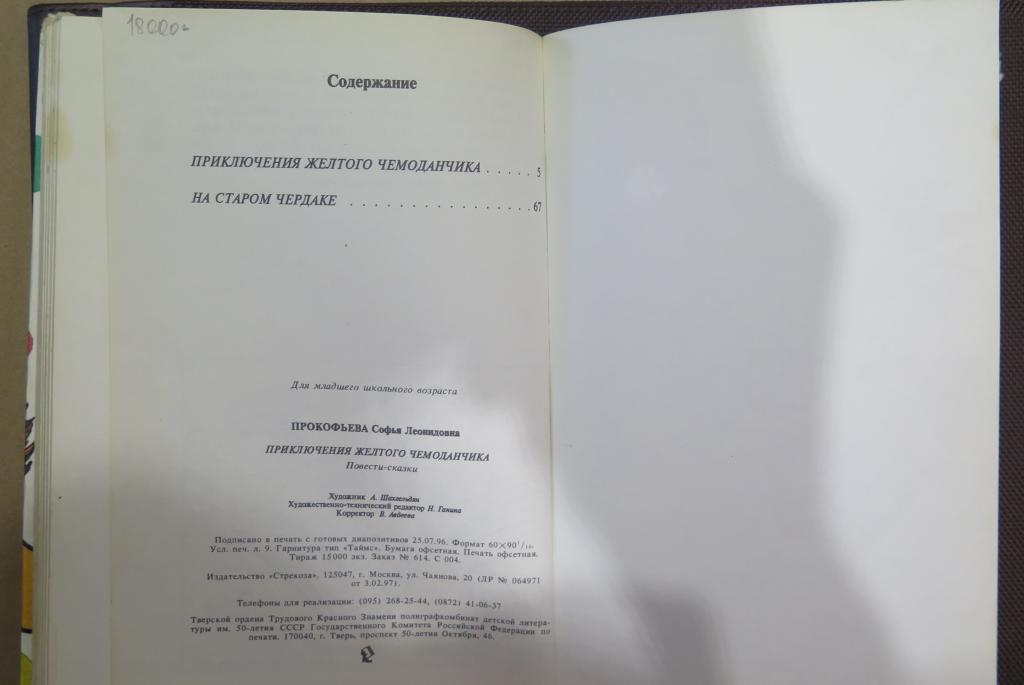 18000-
Содержание
ПРИКЛЮЧЕНИЯ ЖЕЛТОГО ЧЕМОДАНЧИКА . . . . . 5
НА СТАРОМ ЧЕРДАКЕ . . . . . . . . . . . . . . . . 67
Для младшего школьного возраста
ПРОКОФЬЕВА Софья Леонидовна
ПРИКЛЮЧЕНИЯ ЖЕЛТОГО ЧЕМОДАНЧИКА
Повести-сказки
Художник А. Шахгелдян
Художественно-технический редактор Н. Ганина
Корректор В. Авдеева
Подписано в печать с готовых диапозитивов 25.07.96. Формат 60×90¹/₁₆.
Усл. печ. л. 9. Гарнитура тип «Таймс». Бумага офсетная. Печать офсетная.
Тираж 15000 экз. Заказ № 614. С 004.
Издательство «Стрекоза», 125047, г. Москва, ул. Чаянова, 20 (ЛР № 064971
от 3.02.97).
Телефоны для реализации: (095) 268-25-44, (0872) 41-06-37
Тверской ордена Трудового Красного Знамени полиграфкомбинат детской литера-
туры им. 50-летия СССР Государственного Комитета Российской Федерации по
печати. 170040, г. Тверь, проспект 50-летия Октября, 46.